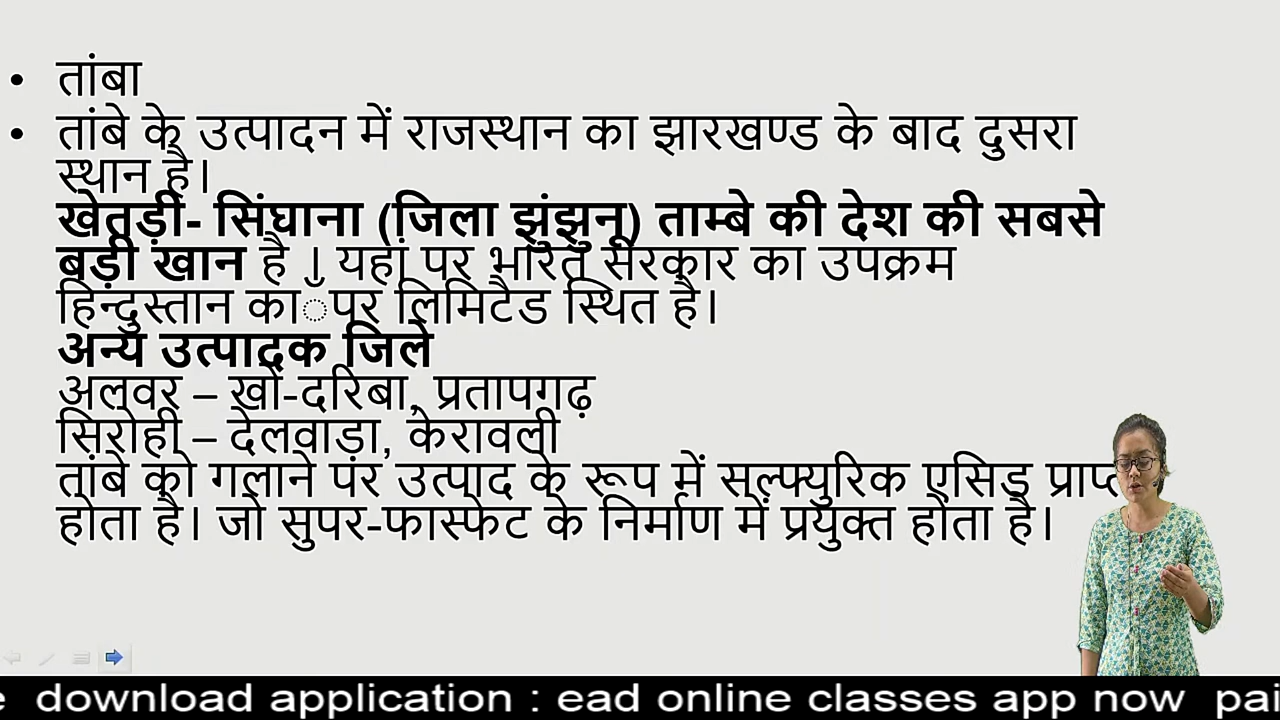 • तांबा
• तांबे के उत्पादन में राजस्थान का झारखण्ड के बाद दुसरा
स्थान है।
खेतड़ी- सिंघाना (जिला झुंझुनू) ताम्बे की देश की सबसे
बड़ी खान है । यहां पर भारत सरकार का उपक्रम
हिन्दुस्तान काॅपर लिमिटैड स्थित है।
अन्य उत्पादक जिले
अलवर – खो-दरिबा, प्रतापगढ़
सिरोही – देलवाड़ा, केरावली
तांबे को गलाने पर उत्पाद के रूप में सल्फ्युरिक एसिड प्राप्त
होता है। जो सुपर-फास्फेट के निर्माण में प्रयुक्त होता है।
e download application : ead online classes app now pai